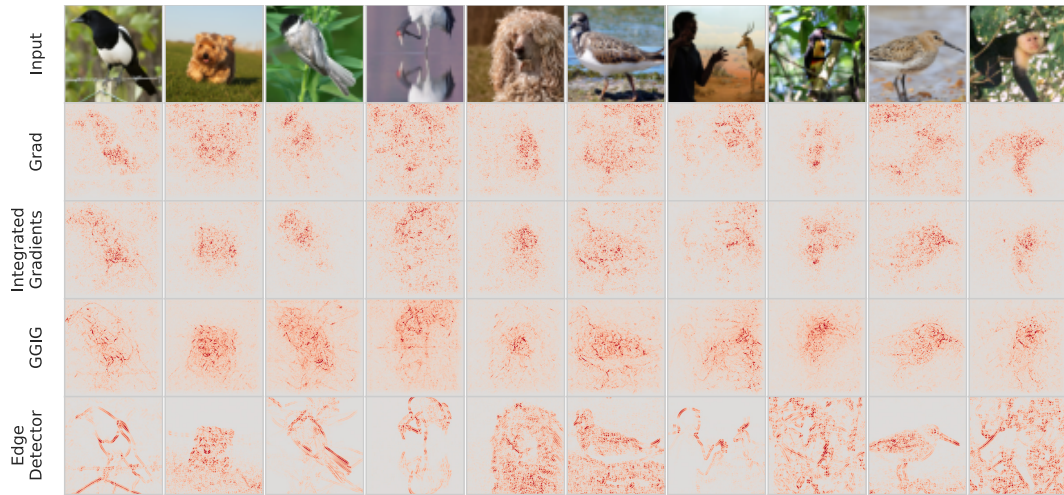 Input
Grad
Integrated
Gradients
GGIG
Edge
Detector